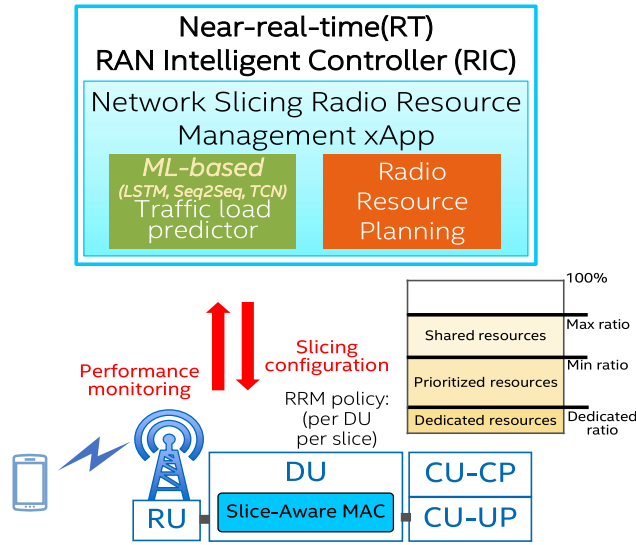 Near-real-time(RT)
RAN Intelligent Controller (RIC)
Network Slicing Radio Resource
Management xApp
ML-based
(LSTM, Seq2Seq, TCN)
Traffic load
predictor
Radio
Resource
Planning
100%
Max ratio
Shared resources
Min ratio
Prioritized resources
Dedicated resources
Dedicated
ratio
Performance
monitoring
Slicing
configuration
RRM policy:
(per DU
per slice)
RU
DU
Slice-Aware MAC
CU-CP
CU-UP